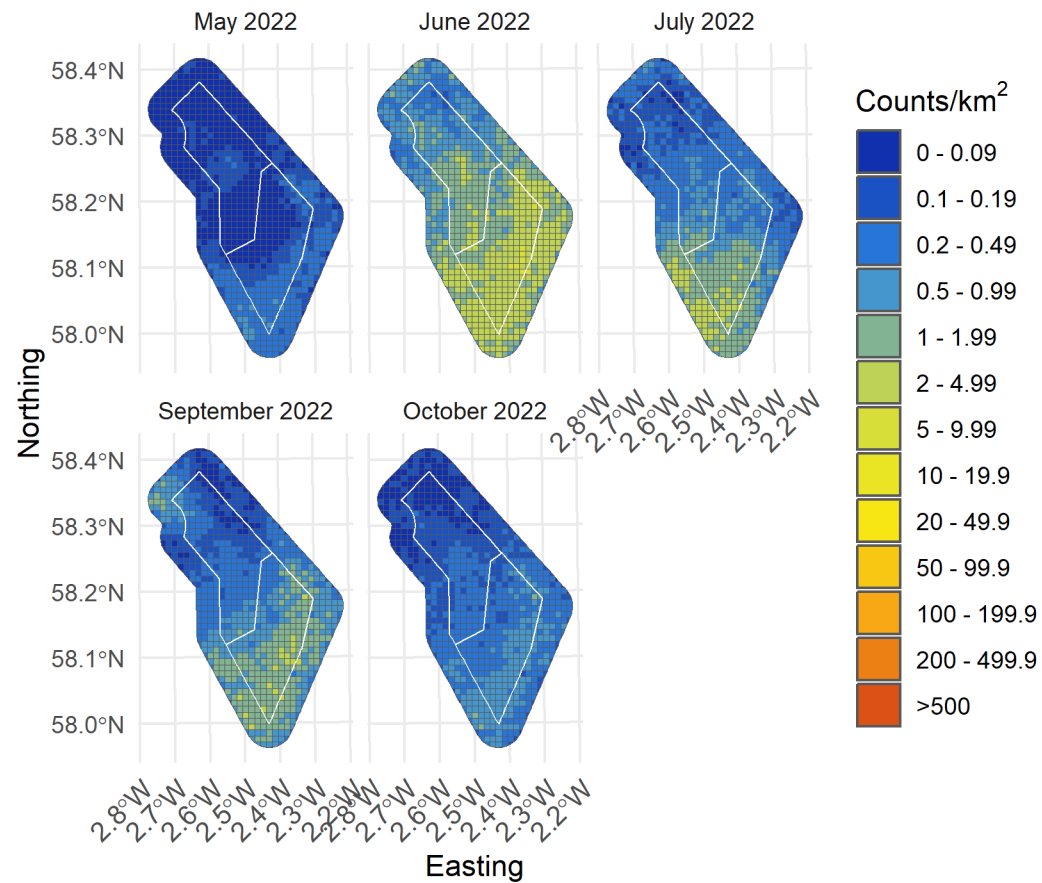 May 2022
June 2022
July 2022
58.4°N
58.3°N
58.2°N
58.1°N
58.0°N
2.8°W
2.7°W
2.6°W
2.5°W
2.4°W
2.3°W
2.2°W
September 2022
October 2022
58.4°N
58.3°N
58.2°N
58.1°N
58.0°N
2.8°W
2.7°W
2.6°W
2.5°W
2.4°W
2.3°W
2.2°W
2.8°W
2.7°W
2.6°W
2.5°W
2.4°W
2.3°W
2.2°W
Northing
Easting
Counts/km²
0 - 0.09
0.1 - 0.19
0.2 - 0.49
0.5 - 0.99
1 - 1.99
2 - 4.99
5 - 9.99
10 - 19.9
20 - 49.9
50 - 99.9
100 - 199.9
200 - 499.9
>500